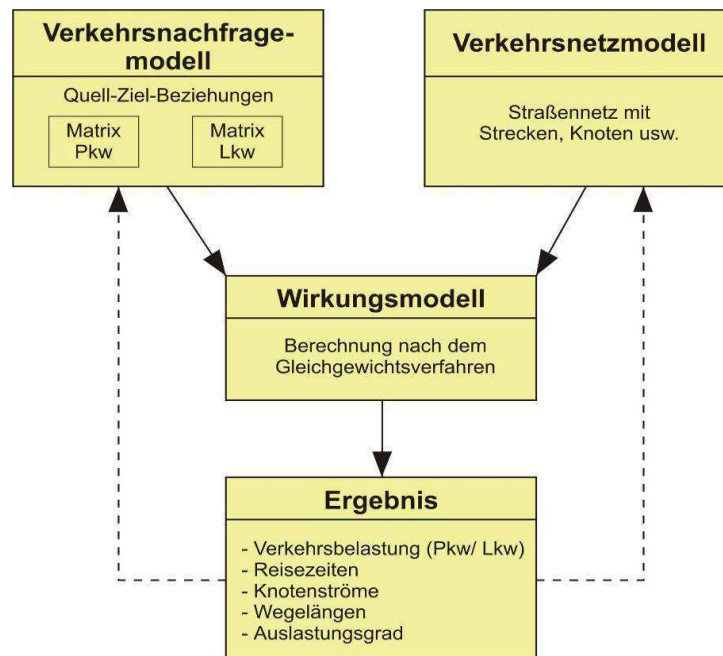 Verkehrsnachfrage-
modell
Quell-Ziel-Beziehungen
Matrix
Pkw
Matrix
Lkw
Verkehrsnetzmodell
Straßennetz mit
Strecken, Knoten usw.
Wirkungsmodell
Berechnung nach dem
Gleichgewichtsverfahren
Ergebnis
- Verkehrsbelastung (Pkw/ Lkw)
- Reisezeiten
- Knotenströme
- Wegelängen
- Auslastungsgrad